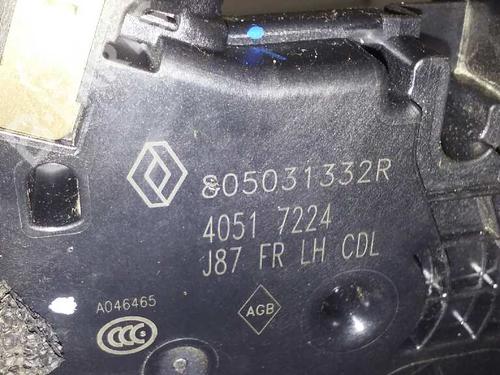 805031332R
4051 7224
J87 FR LH CDL
A046465
CCC
AGB